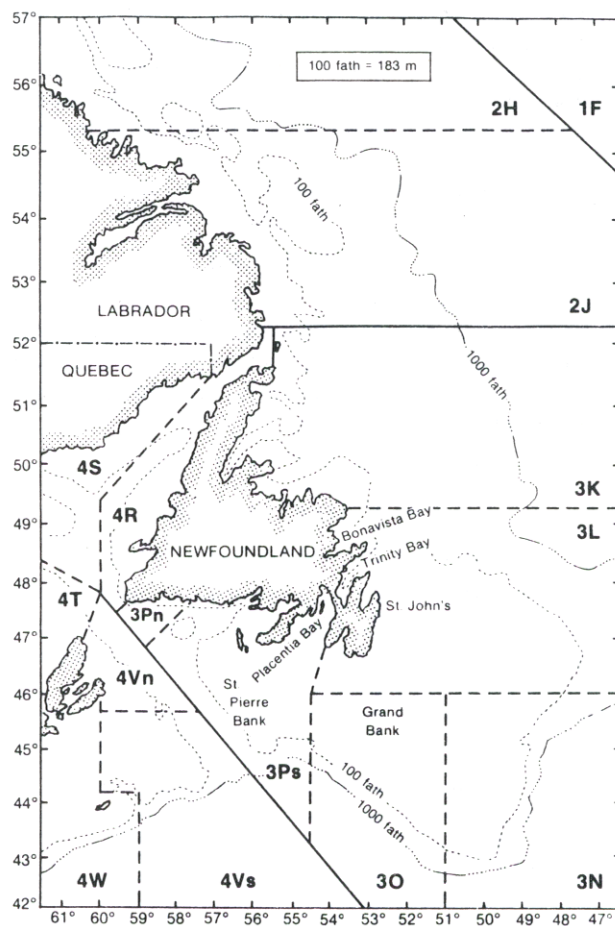 57°
100 fath = 183 m
56°
2H
1F
55°
100 fath
54°
53°
LABRADOR
2J
52°
QUEBEC
1000 fath
51°
50°
4S
3K
4R
49°
Bonavista Bay
3L
NEWFOUNDLAND
Trinity Bay
48°
4T
3Pn
St. John's
47°
Placentia Bay
4Vn
St.
Pierre
Bank
46°
Grand
Bank
45°
3Ps
100 fath
44°
1000 fath
43°
4W
4Vs
3O
3N
42°
61° 60° 59° 58° 57° 56° 55° 54° 53° 52° 51° 50° 49° 48° 47°